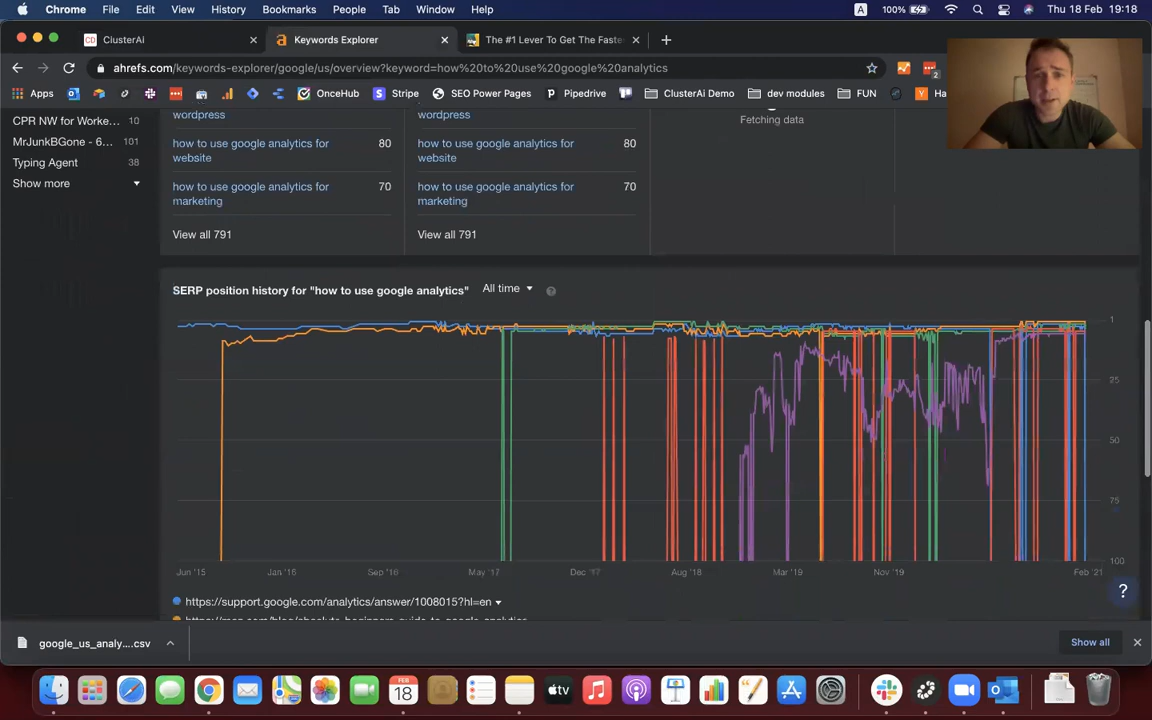 Chrome File Edit View History Bookmarks People Tab Window Help A 100% Thu 18 Feb 19:18
ClusterAi Keywords Explorer The #1 Lever To Get The Faste
ahrefs.com/keywords-explorer/google/us/overview?keyword=how%20to%20use%20google%20analytics 2
Apps OnceHub Stripe SEO Power Pages Pipedrive ClusterAi Demo dev modules FUN Ha
CPR NW for Worke... 10
MrJunkBGone - 6... 101
Typing Agent 38
Show more
wordpress
how to use google analytics for
website
80
how to use google analytics for
marketing
70
View all 791
wordpress
how to use google analytics for
website
80
how to use google analytics for
marketing
70
View all 791
Fetching data
SERP position history for "how to use google analytics" All time ?
1
25
50
75
100
Jun '15 Jan '16 Sep '16 May '17 Dec '17 Aug '18 Mar '19 Nov '19 Feb '21
https://support.google.com/analytics/answer/1008015?hl=en
?
google_us_analy....csv Show all
FEB
18
tv